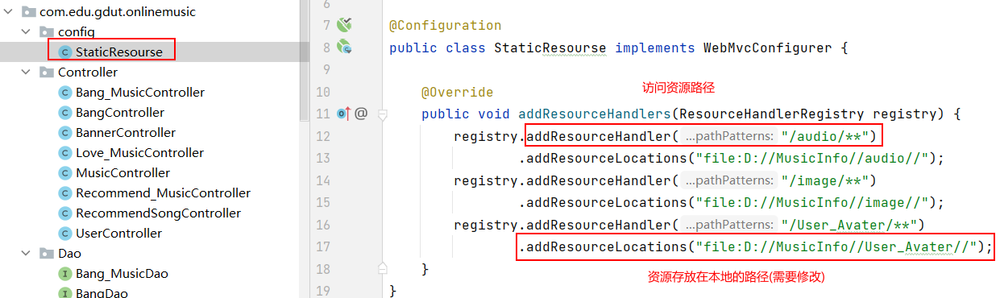 com.edu.gdut.onlinemusic
config
StaticResourse
Controller
Bang_MusicController
BangController
BannerController
Love_MusicController
MusicController
Recommend_MusicController
RecommendSongController
UserController
Dao
Bang_MusicDao
BangDao
6
7 @Configuration
8 public class StaticResourse implements WebMvcConfigurer {
9
访问资源路径
10 @Override
11 @ public void addResourceHandlers(ResourceHandlerRegistry registry) {
12 registry.addResourceHandler( ...pathPatterns: "/audio/**")
13 .addResourceLocations("file:D://MusicInfo//audio//");
14 registry.addResourceHandler( ...pathPatterns: "/image/**")
15 .addResourceLocations("file:D://MusicInfo//image//");
16 registry.addResourceHandler( ...pathPatterns: "/User_Avater/**")
17 .addResourceLocations("file:D://MusicInfo//User_Avater//");
18 }
资源存放在本地的路径(需要修改)
19 }